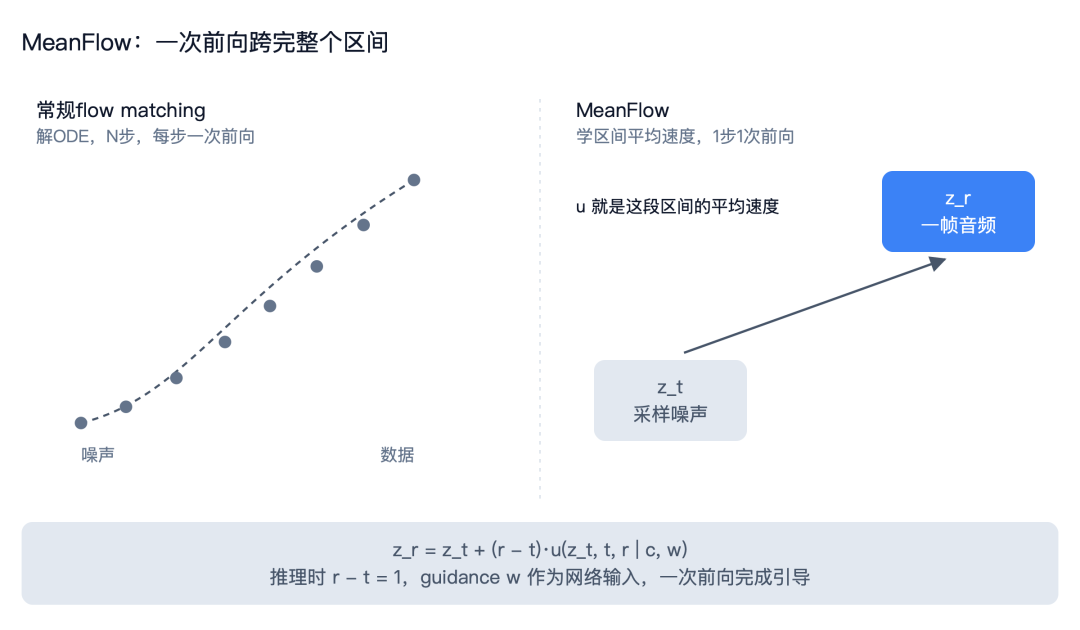 MeanFlow：一次前向跨完整个区间
常规flow matching
解ODE，N步，每步一次前向
噪声
数据
MeanFlow
学区间平均速度，1步1次前向
u 就是这段区间的平均速度
z_r
一帧音频
z_t
采样噪声
z_r = z_t + (r − t)·u(z_t, t, r | c, w)
推理时 r − t = 1，guidance w 作为网络输入，一次前向完成引导